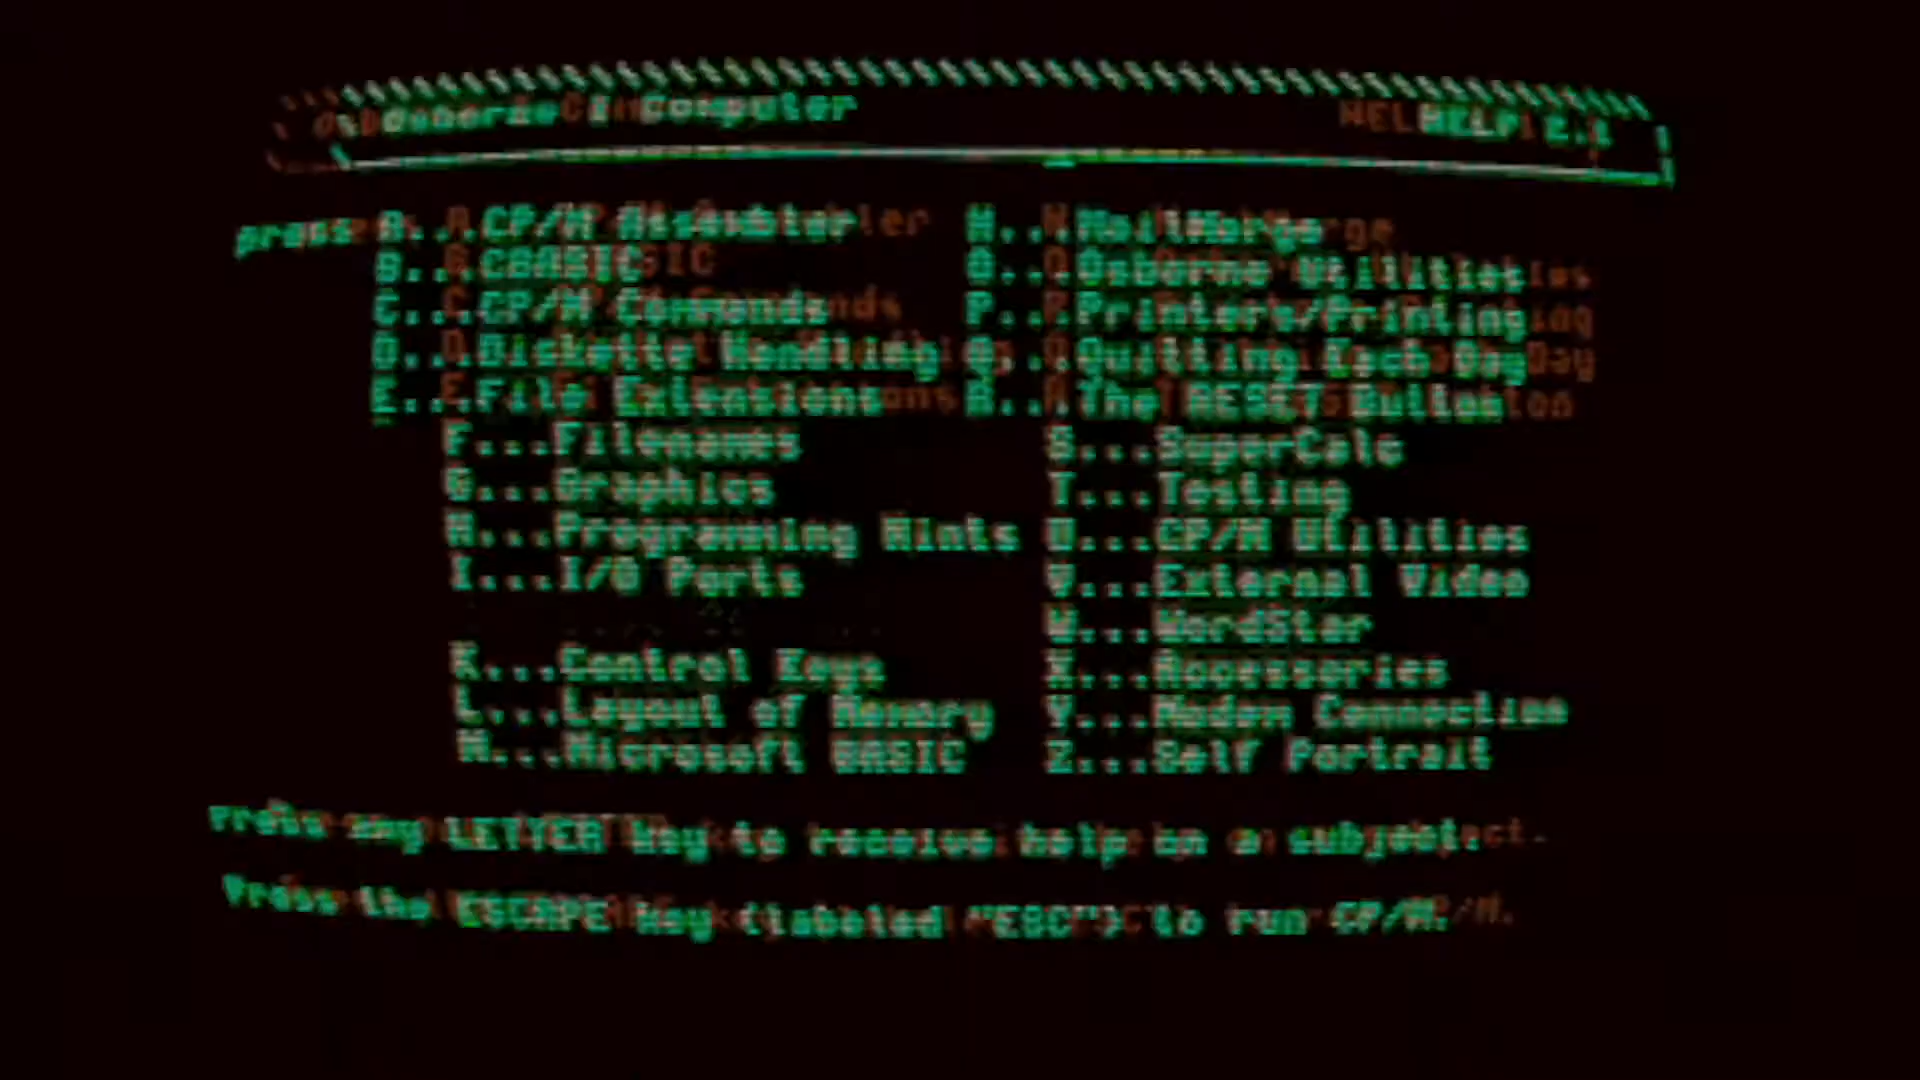 Osborne Computer HELP 2.1
press A...CP/M Assembler N...MailMerge
B...CBASIC O...Osborne Utilities
C...CP/M Commands P...Printers/Printing
D...Diskette Handling Q...Quitting Each Day
E...File Extentions R...The RESET Button
F...Filenames S...SuperCalc
G...Graphics T...Testing
H...Programming Hints U...CP/M Utilities
I...I/O Ports V...External Video
W...WordStar
K...Control Keys X...Accessories
L...Layout of Memory Y...Modem Connection
M...Microsoft BASIC Z...Self Portrait
Press any LETTER key to receive help on a subject.
Press the ESCAPE key (labeled "ESC") to run CP/M.